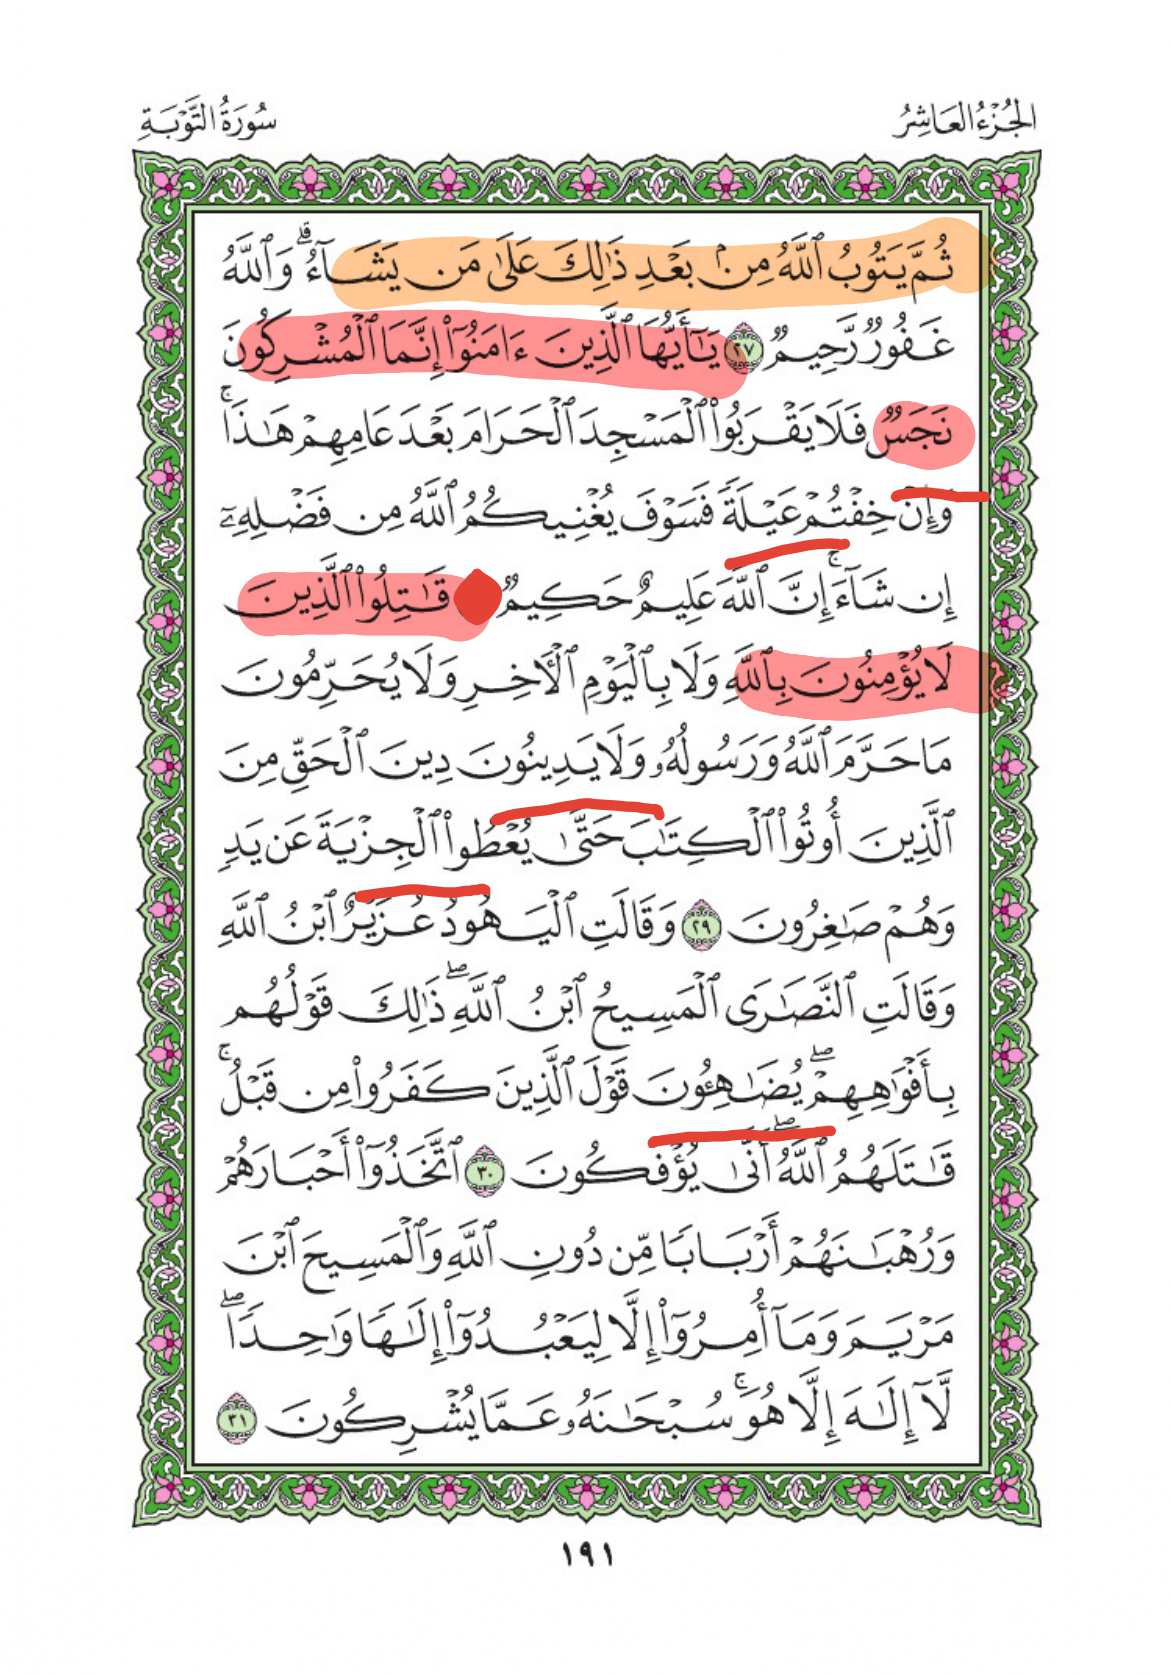 الجُزْءُ العَاشِرُ
سُورَةُ التَّوْبَةِ
ثُمَّ يَتُوبُ ٱللَّهُ مِنۢ بَعْدِ ذَٰلِكَ عَلَىٰ مَن يَشَآءُۗ وَٱللَّهُ
غَفُورٞ رَّحِيمٞ ٢٧ يَٰٓأَيُّهَا ٱلَّذِينَ ءَامَنُوٓاْ إِنَّمَا ٱلْمُشْرِكُونَ
نَجَسٞ فَلَا يَقْرَبُواْ ٱلْمَسْجِدَ ٱلْحَرَامَ بَعْدَ عَامِهِمْ هَٰذَاۚ
وَإِنْ خِفْتُمْ عَيْلَةٗ فَسَوْفَ يُغْنِيكُمُ ٱللَّهُ مِن فَضْلِهِۦٓ
إِن شَآءَۚ إِنَّ ٱللَّهَ عَلِيمٌ حَكِيمٞ قَٰتِلُواْ ٱلَّذِينَ
لَا يُؤْمِنُونَ بِٱللَّهِ وَلَا بِٱلْيَوْمِ ٱلْأٓخِرِ وَلَا يُحَرِّمُونَ
مَا حَرَّمَ ٱللَّهُ وَرَسُولُهُۥ وَلَا يَدِينُونَ دِينَ ٱلْحَقِّ مِنَ
ٱلَّذِينَ أُوتُواْ ٱلْكِتَٰبَ حَتَّىٰ يُعْطُواْ ٱلْجِزْيَةَ عَن يَدٖ
وَهُمْ صَٰغِرُونَ ٢٩ وَقَالَتِ ٱلْيَهُودُ عُزَيْرٌ ٱبْنُ ٱللَّهِ
وَقَالَتِ ٱلنَّصَٰرَى ٱلْمَسِيحُ ٱبْنُ ٱللَّهِۖ ذَٰلِكَ قَوْلُهُم
بِأَفْوَٰهِهِمْۖ يُضَٰهِـُٔونَ قَوْلَ ٱلَّذِينَ كَفَرُواْ مِن قَبْلُۚ
قَٰتَلَهُمُ ٱللَّهُۖ أَنَّىٰ يُؤْفَكُونَ ٣٠ ٱتَّخَذُوٓاْ أَحْبَارَهُمْ
وَرُهْبَٰنَهُمْ أَرْبَابٗا مِّن دُونِ ٱللَّهِ وَٱلْمَسِيحَ ٱبْنَ
مَرْيَمَ وَمَآ أُمِرُوٓاْ إِلَّا لِيَعْبُدُوٓاْ إِلَٰهٗا وَٰحِدٗاۖ
لَّآ إِلَٰهَ إِلَّا هُوَۚ سُبْحَٰنَهُۥ عَمَّا يُشْرِكُونَ ٣١
١٩١